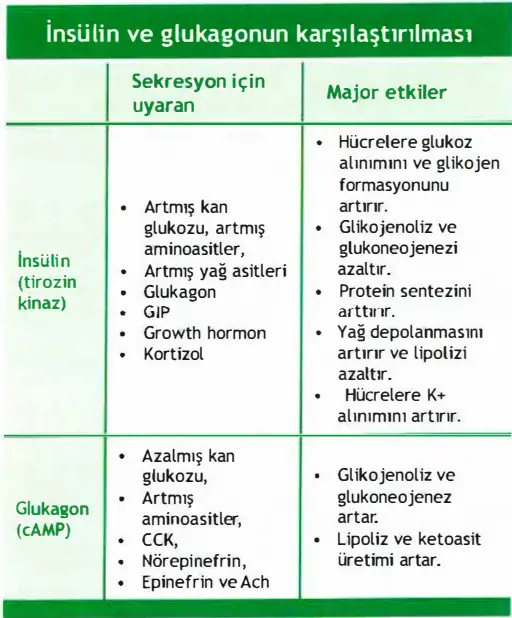 İnsülin ve glukagonun karşılaştırılması
Sekresyon için
uyaran
Major etkiler
İnsülin
(tirozin
kinaz)
• Artmış kan
glukozu, artmış
aminoasitler,
• Artmış yağ asitleri
• Glukagon
• GIP
• Growth hormon
• Kortizol
• Hücrelere glukoz
alınımını ve glikojen
formasyonunu
artırır.
• Glikojenoliz ve
glukoneojenezi
azaltır.
• Protein sentezini
arttırır.
• Yağ depolanmasını
artırır ve lipolizi
azaltır.
• Hücrelere K+
alınımını artırır.
Glukagon
(cAMP)
• Azalmış kan
glukozu,
• Artmış
aminoasitler,
• CCK,
• Nörepinefrin,
• Epinefrin ve Ach
• Glikojenoliz ve
glukoneojenez
artar.
• Lipoliz ve ketoasit
üretimi artar.